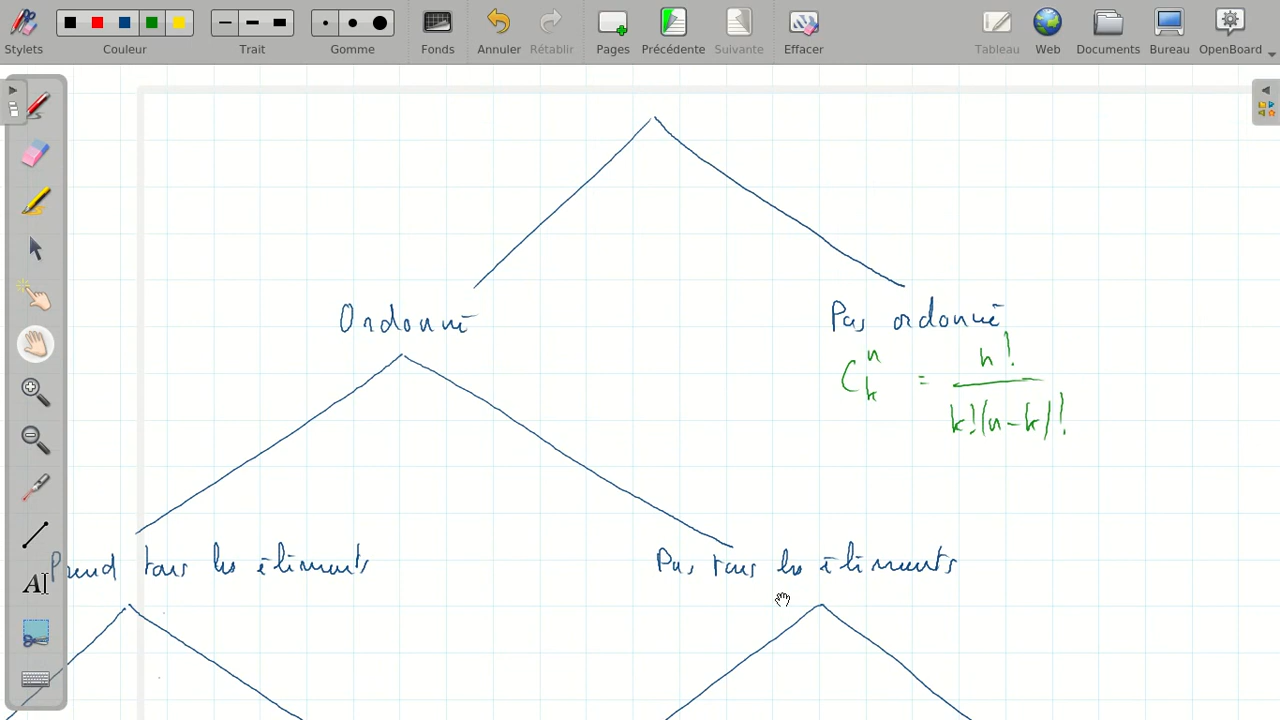 Stylets Couleur Trait Gomme Fonds Annuler Rétablir Pages Précédente Suivante Effacer Tableau Web Documents Bureau OpenBoard
Ordonné
Pas ordonné
C^n_k = n! / k!(n-k)!
Prend tous les éléments
Pas tous les éléments
A